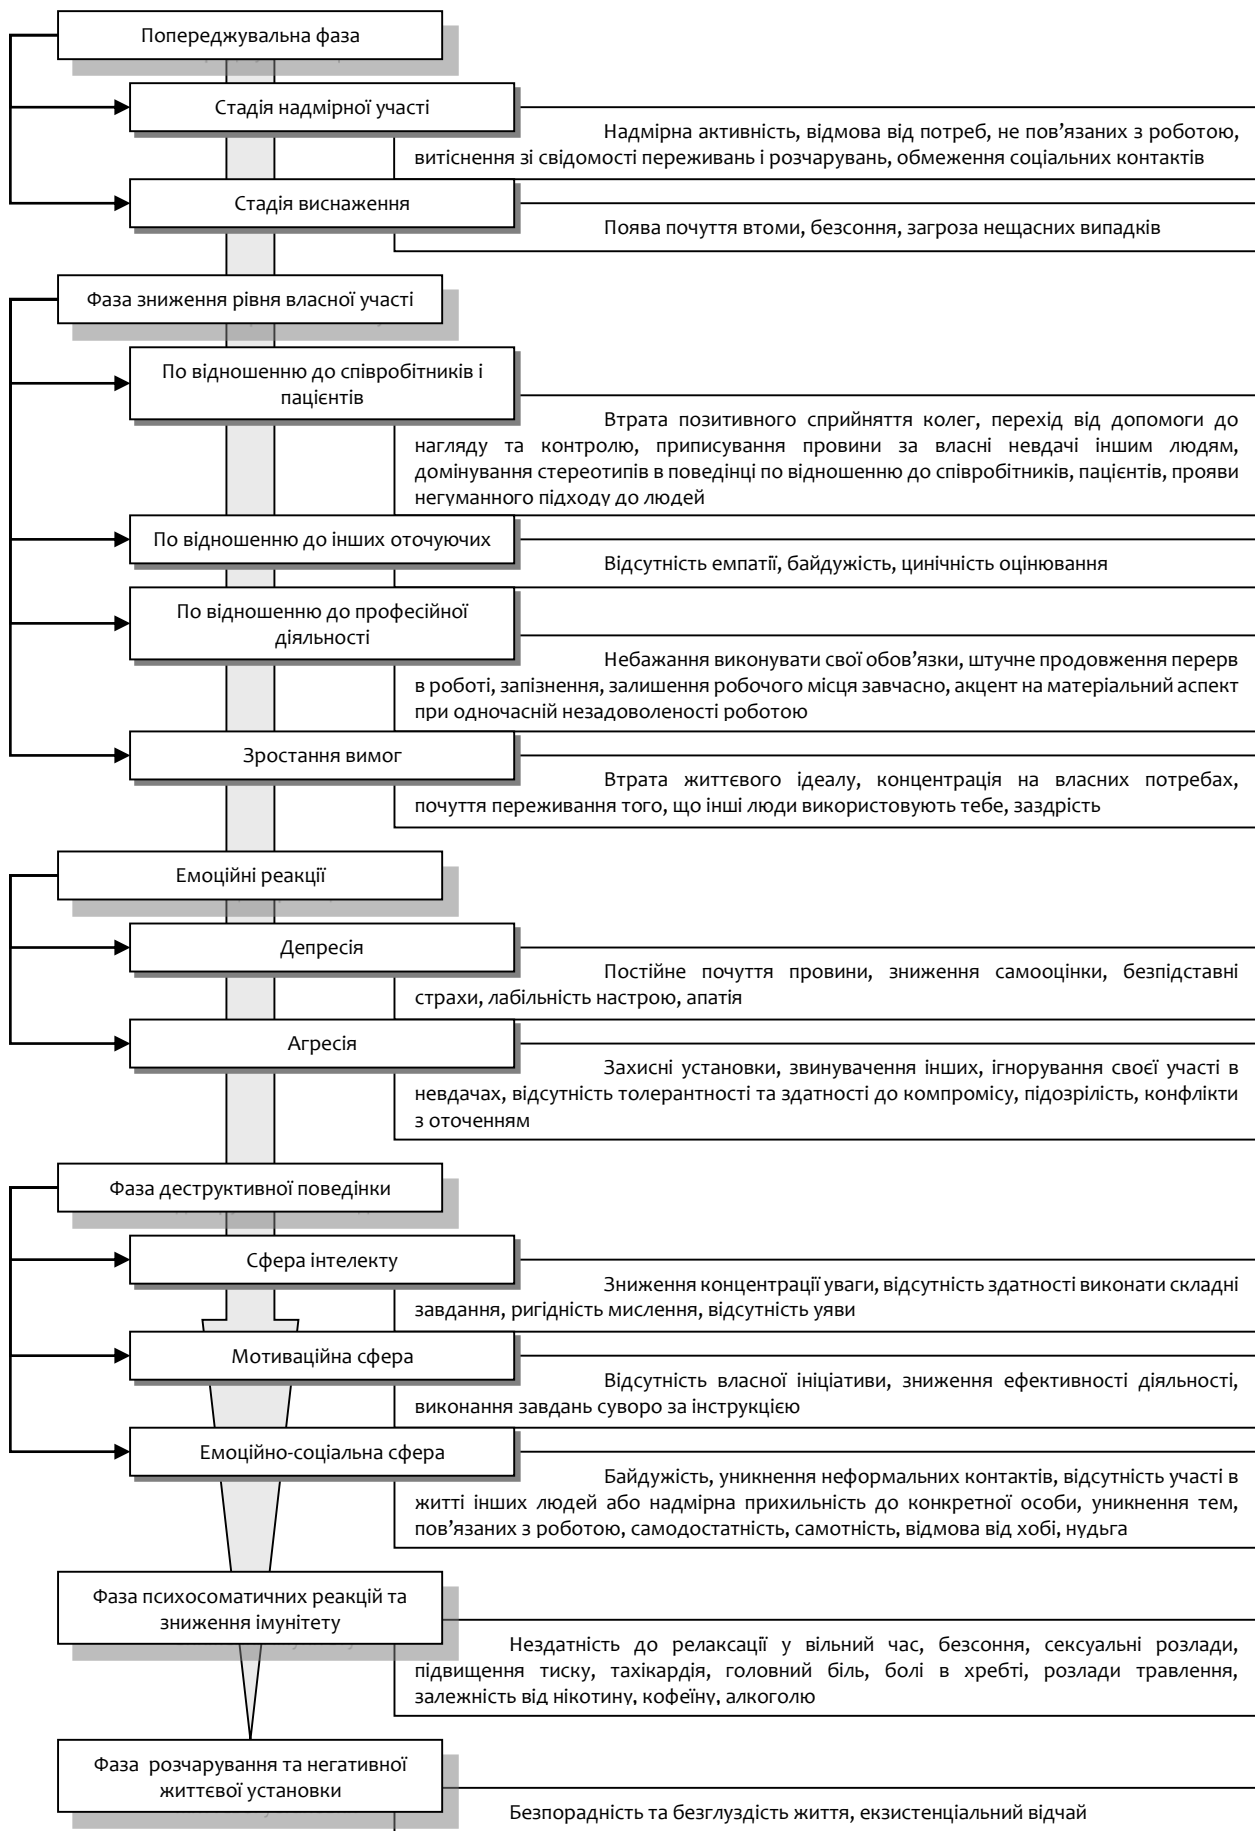 Попереджувальна фаза
Стадія надмірної участі
Надмірна активність, відмова від потреб, не пов’язаних з роботою,
витіснення зі свідомості переживань і розчарувань, обмеження соціальних контактів
Стадія виснаження
Поява почуття втоми, безсоння, загроза нещасних випадків
Фаза зниження рівня власної участі
По відношенню до співробітників і
пацієнтів
Втрата позитивного сприйняття колег, перехід від допомоги до
нагляду та контролю, приписування провини за власні невдачі іншим людям,
домінування стереотипів в поведінці по відношенню до співробітників, пацієнтів, прояви
негуманного підходу до людей
По відношенню до інших оточуючих
Відсутність емпатії, байдужість, цинічність оцінювання
По відношенню до професійної
діяльності
Небажання виконувати свої обов’язки, штучне продовження перерв
в роботі, запізнення, залишення робочого місця завчасно, акцент на матеріальний аспект
при одночасній незадоволеності роботою
Зростання вимог
Втрата життєвого ідеалу, концентрація на власних потребах,
почуття переживання того, що інші люди використовують тебе, заздрість
Емоційні реакції
Депресія
Постійне почуття провини, зниження самооцінки, безпідставні
страхи, лабільність настрою, апатія
Агресія
Захисні установки, звинувачення інших, ігнорування своєї участі в
невдачах, відсутність толерантності та здатності до компромісу, підозрілість, конфлікти
з оточенням
Фаза деструктивної поведінки
Сфера інтелекту
Зниження концентрації уваги, відсутність здатності виконати складні
завдання, ригідність мислення, відсутність уяви
Мотиваційна сфера
Відсутність власної ініціативи, зниження ефективності діяльності,
виконання завдань суворо за інструкцією
Емоційно-соціальна сфера
Байдужість, уникнення неформальних контактів, відсутність участі в
житті інших людей або надмірна прихильність до конкретної особи, уникнення тем,
пов’язаних з роботою, самодостатність, самотність, відмова від хобі, нудьга
Фаза психосоматичних реакцій та
зниження імунітету
Нездатність до релаксації у вільний час, безсоння, сексуальні розлади,
підвищення тиску, тахікардія, головний біль, болі в хребті, розлади травлення,
залежність від нікотину, кофеїну, алкоголю
Фаза розчарування та негативної
життєвої установки
Безпорадність та безглуздість життя, екзистенціальний відчай